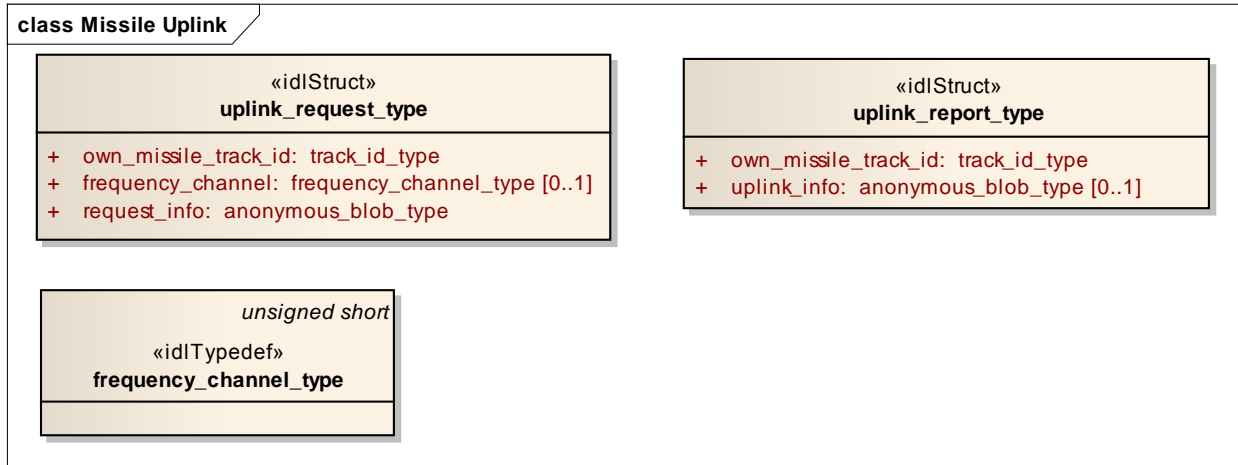 class Missile Uplink
«idlStruct»
uplink_request_type
+ own_missile_track_id: track_id_type
+ frequency_channel: frequency_channel_type [0..1]
+ request_info: anonymous_blob_type
«idlStruct»
uplink_report_type
+ own_missile_track_id: track_id_type
+ uplink_info: anonymous_blob_type [0..1]
unsigned short
«idlTypedef»
frequency_channel_type